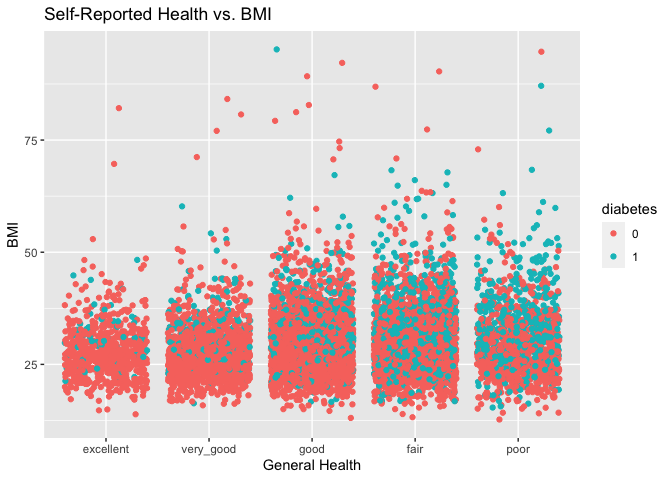 Self-Reported Health vs. BMI
75
50
25
BMI
excellent very_good good fair poor
General Health
diabetes
0
1